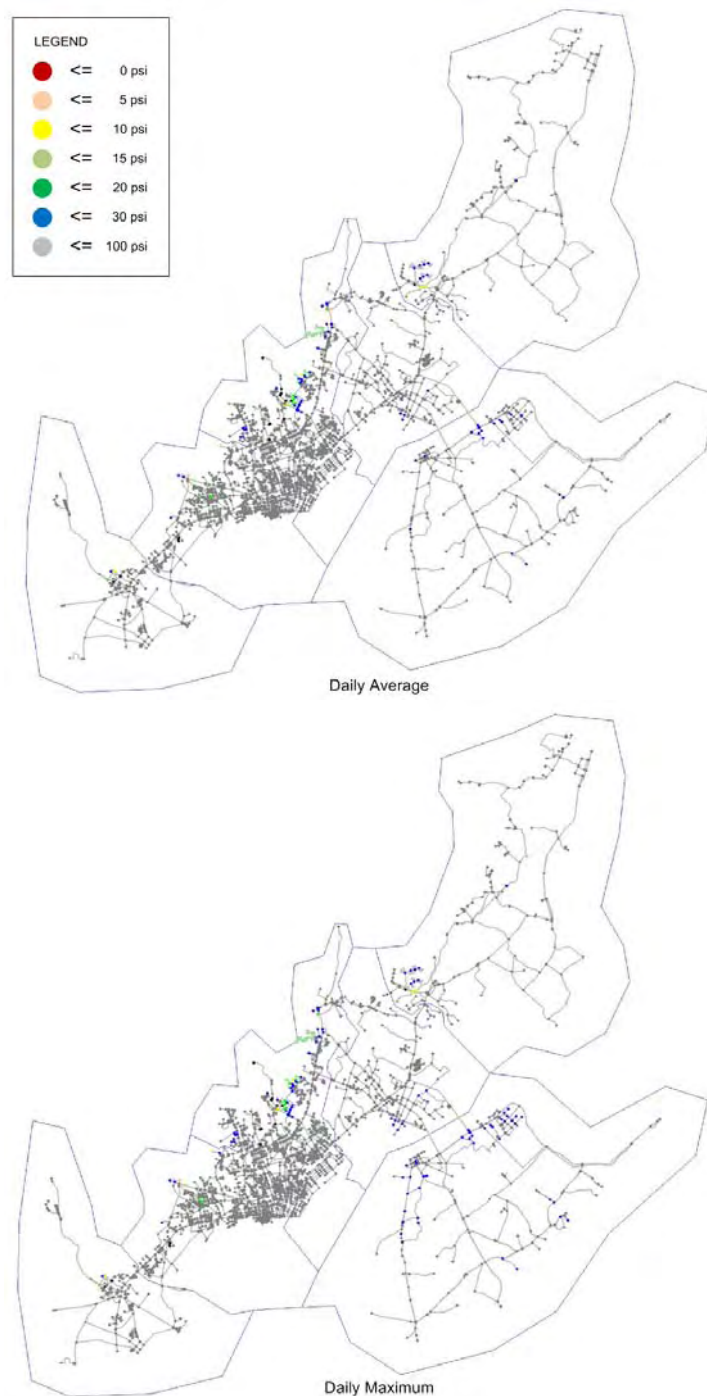 LEGEND
<= 0 psi
<= 5 psi
<= 10 psi
<= 15 psi
<= 20 psi
<= 30 psi
<= 100 psi
Daily Average
Daily Maximum